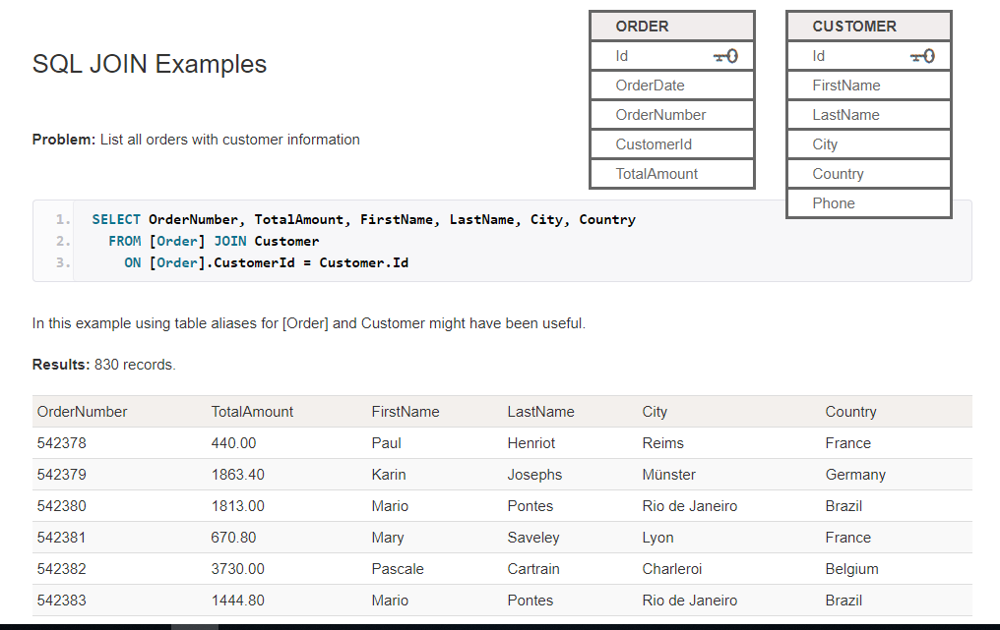 SQL JOIN Examples
ORDER
Id
OrderDate
OrderNumber
CustomerId
TotalAmount
CUSTOMER
Id
FirstName
LastName
City
Country
Phone
Problem: List all orders with customer information
1. SELECT OrderNumber, TotalAmount, FirstName, LastName, City, Country
2. FROM [Order] JOIN Customer
3. ON [Order].CustomerId = Customer.Id
In this example using table aliases for [Order] and Customer might have been useful.
Results: 830 records.
OrderNumber TotalAmount FirstName LastName City Country
542378 440.00 Paul Henriot Reims France
542379 1863.40 Karin Josephs Münster Germany
542380 1813.00 Mario Pontes Rio de Janeiro Brazil
542381 670.80 Mary Saveley Lyon France
542382 3730.00 Pascale Cartrain Charleroi Belgium
542383 1444.80 Mario Pontes Rio de Janeiro Brazil